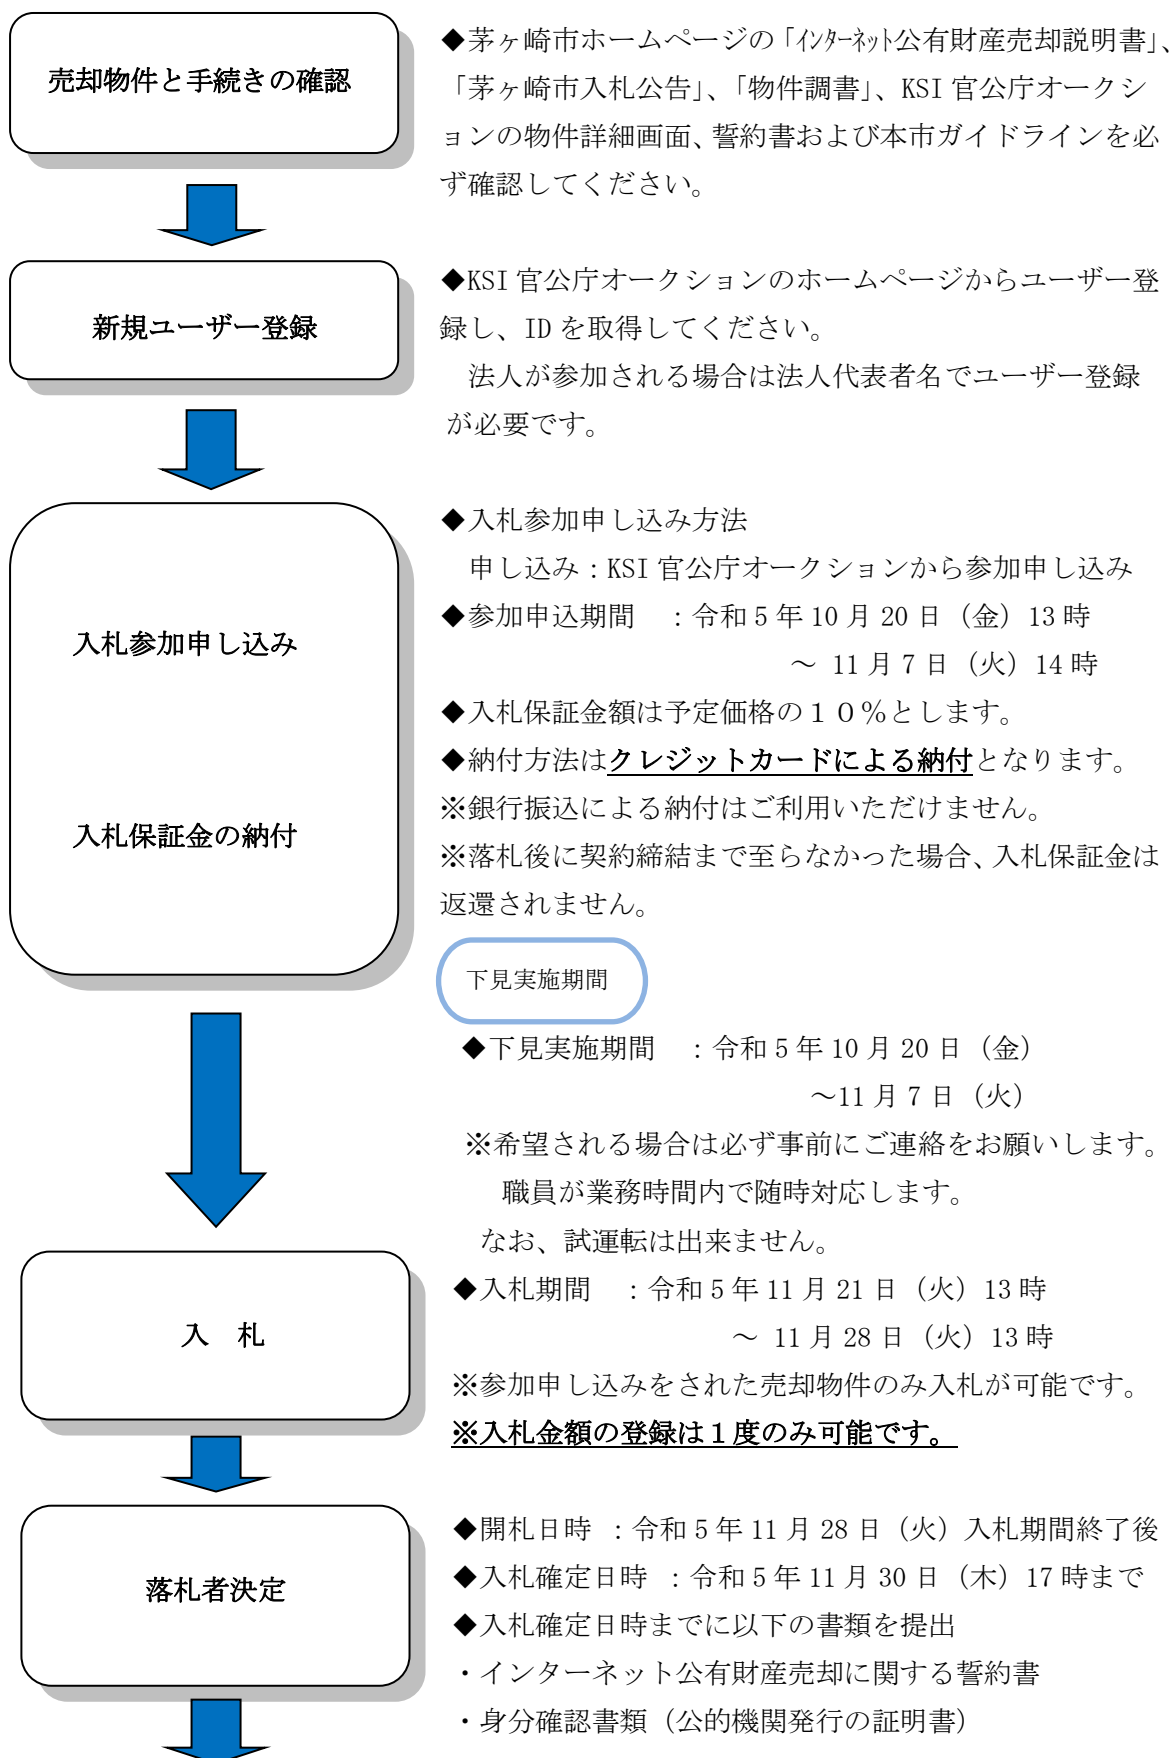 売却物件と手続きの確認
◆茅ヶ崎市ホームページの「ｲﾝﾀｰﾈｯﾄ公有財産売却説明書」、
「茅ヶ崎市入札公告」、「物件調書」、KSI 官公庁オークシ
ョンの物件詳細画面、誓約書および本市ガイドラインを必
ず確認してください。
新規ユーザー登録
◆KSI 官公庁オークションのホームページからユーザー登
録し、ID を取得してください。
法人が参加される場合は法人代表者名でユーザー登録
が必要です。
入札参加申し込み
入札保証金の納付
◆入札参加申し込み方法
申し込み：KSI 官公庁オークションから参加申し込み
◆参加申込期間　：令和 5 年 10 月 20 日（金）13 時
～ 11 月 7 日（火）14 時
◆入札保証金額は予定価格の１０％とします。
◆納付方法はクレジットカードによる納付となります。
※銀行振込による納付はご利用いただけません。
※落札後に契約締結まで至らなかった場合、入札保証金は
返還されません。
下見実施期間
◆下見実施期間　：令和 5 年 10 月 20 日（金）
～11 月 7 日（火）
※希望される場合は必ず事前にご連絡をお願いします。
職員が業務時間内で随時対応します。
なお、試運転は出来ません。
入　札
◆入札期間　：令和 5 年 11 月 21 日（火）13 時
～ 11 月 28 日（火）13 時
※参加申し込みをされた売却物件のみ入札が可能です。
※入札金額の登録は１度のみ可能です。
落札者決定
◆開札日時 ：令和 5 年 11 月 28 日（火）入札期間終了後
◆入札確定日時 ：令和 5 年 11 月 30 日（木）17 時まで
◆入札確定日時までに以下の書類を提出
・インターネット公有財産売却に関する誓約書
・身分確認書類（公的機関発行の証明書）